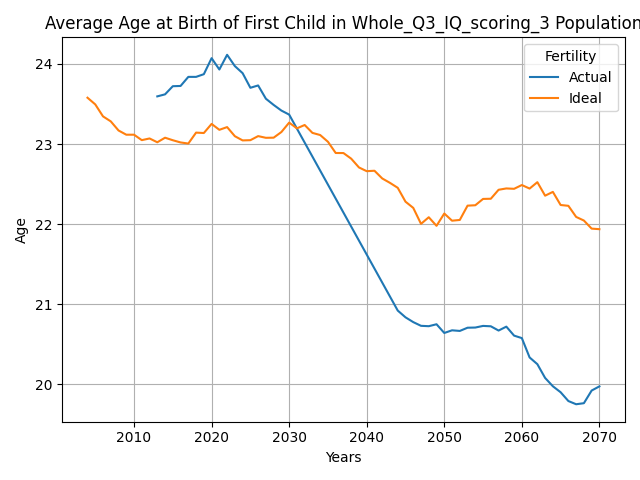 Average Age at Birth of First Child in Whole_Q3_IQ_scoring_3 Population
Fertility
Actual
Ideal
24
23
22
21
20
Age
2010 2020 2030 2040 2050 2060 2070
Years